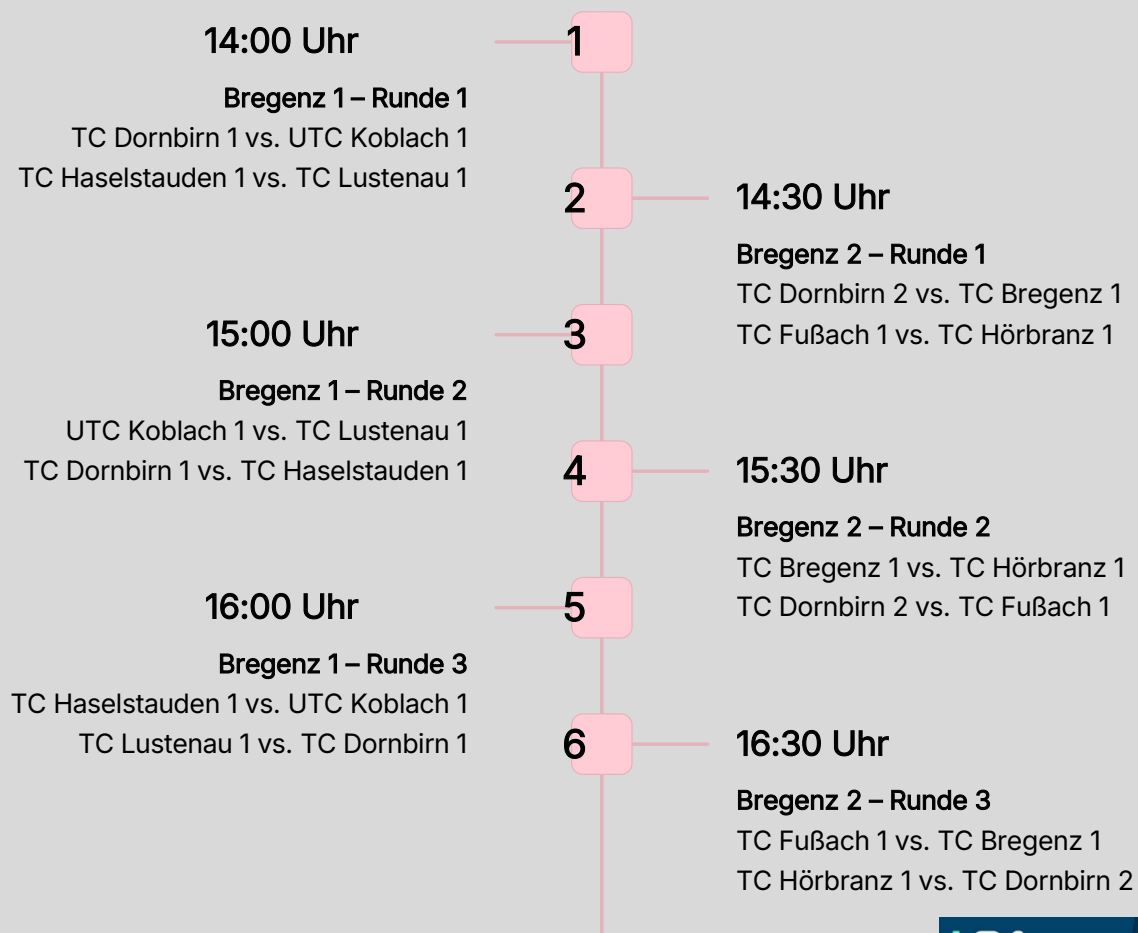 14:00 Uhr
1
Bregenz 1 – Runde 1
TC Dornbirn 1 vs. UTC Koblach 1
TC Haselstauden 1 vs. TC Lustenau 1
2
14:30 Uhr
Bregenz 2 – Runde 1
TC Dornbirn 2 vs. TC Bregenz 1
TC Fußach 1 vs. TC Hörbranz 1
15:00 Uhr
3
Bregenz 1 – Runde 2
UTC Koblach 1 vs. TC Lustenau 1
TC Dornbirn 1 vs. TC Haselstauden 1
4
15:30 Uhr
Bregenz 2 – Runde 2
TC Bregenz 1 vs. TC Hörbranz 1
TC Dornbirn 2 vs. TC Fußach 1
16:00 Uhr
5
Bregenz 1 – Runde 3
TC Haselstauden 1 vs. UTC Koblach 1
TC Lustenau 1 vs. TC Dornbirn 1
6
16:30 Uhr
Bregenz 2 – Runde 3
TC Fußach 1 vs. TC Bregenz 1
TC Hörbranz 1 vs. TC Dornbirn 2